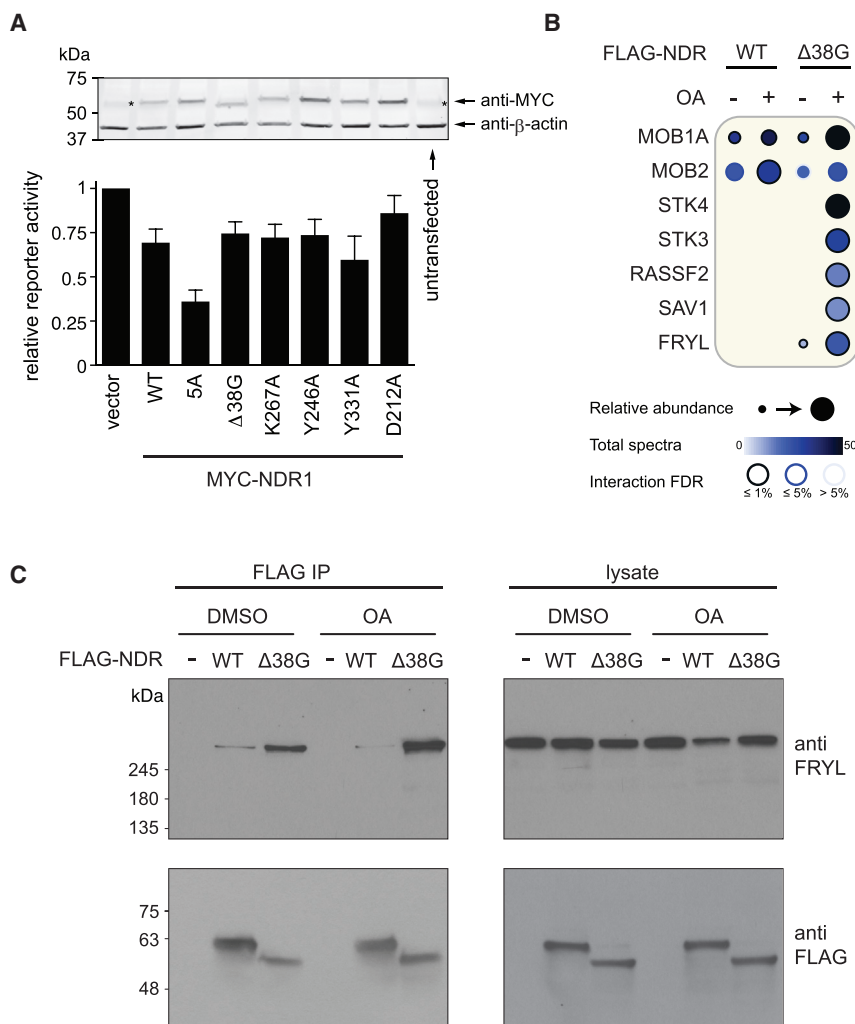 A
kDa
75
50
37
*
*
anti-MYC
anti-β-actin
untransfected
relative reporter activity
1
0.75
0.5
0.25
0
vector
WT
5A
Δ38G
K267A
Y246A
Y331A
D212A
MYC-NDR1
B
FLAG-NDR WT Δ38G
OA - + - +
MOB1A
MOB2
STK4
STK3
RASSF2
SAV1
FRYL
Relative abundance
Total spectra 0 50
Interaction FDR
≤ 1% ≤ 5% > 5%
C
FLAG IP lysate
DMSO OA DMSO OA
FLAG-NDR - WT Δ38G - WT Δ38G - WT Δ38G - WT Δ38G
kDa
245
180
135
anti
FRYL
75
63
48
anti
FLAG